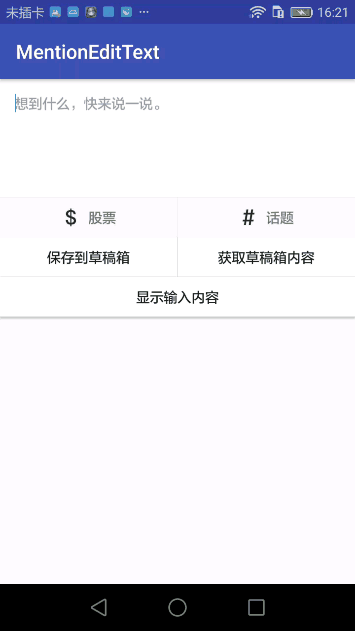 未插卡 ··· 16:21
MentionEditText
想到什么，快来说一说。
$ 股票 # 话题
保存到草稿箱 获取草稿箱内容
显示输入内容